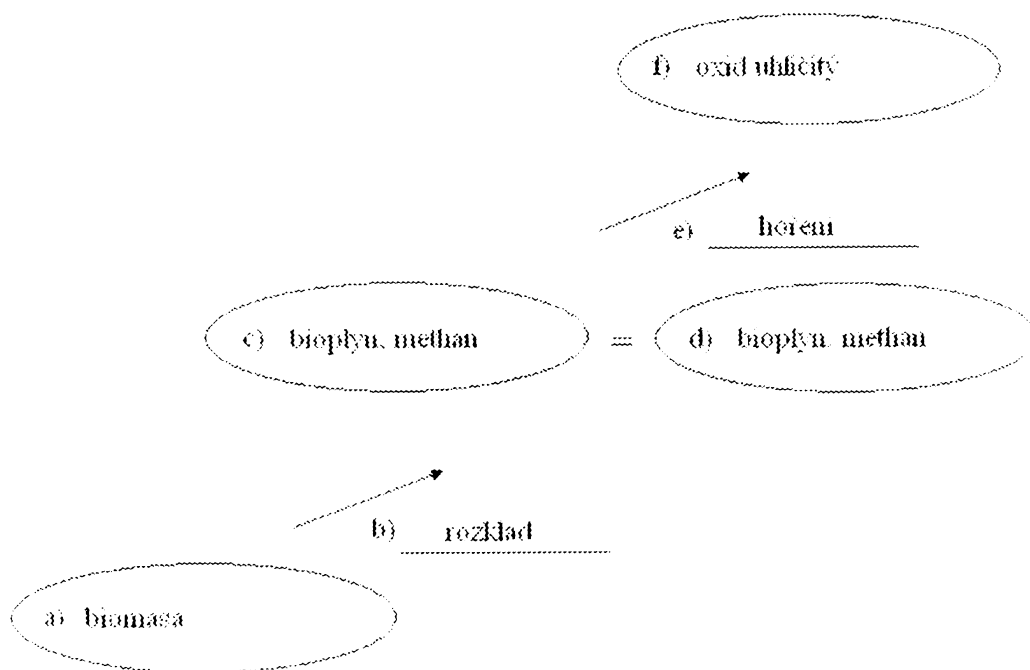 f) oxid uhličitý
e) hoření
c) bioplyn, methan = d) bioplyn, methan
b) rozklad
a) biomasa